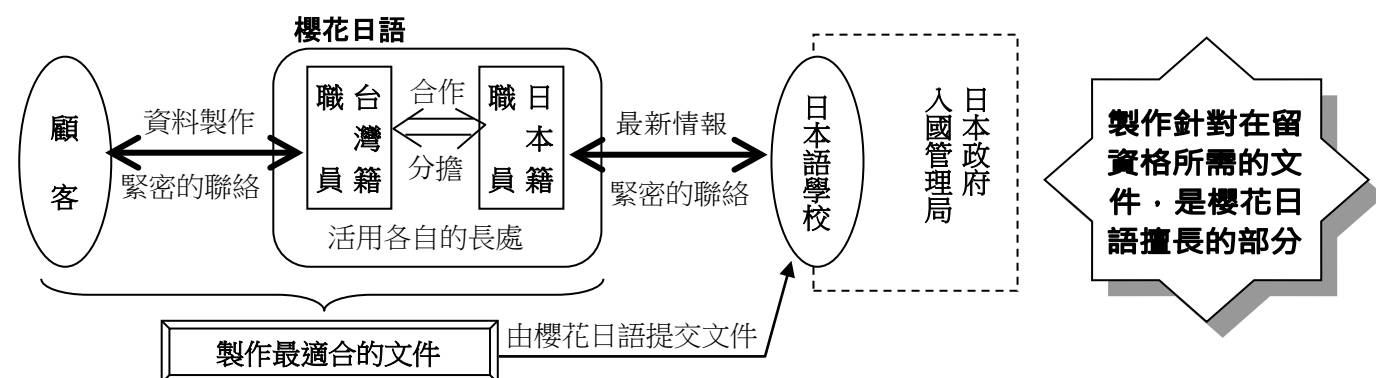 櫻花日語
顧客
資料製作
緊密的聯絡
台灣籍
職員
合作
分擔
日本籍
職員
活用各自的長處
最新情報
緊密的聯絡
日本語學校
日本政府
入國管理局
製作針對在留
資格所需的文
件，是櫻花日
語擅長的部分
製作最適合的文件
由櫻花日語提交文件